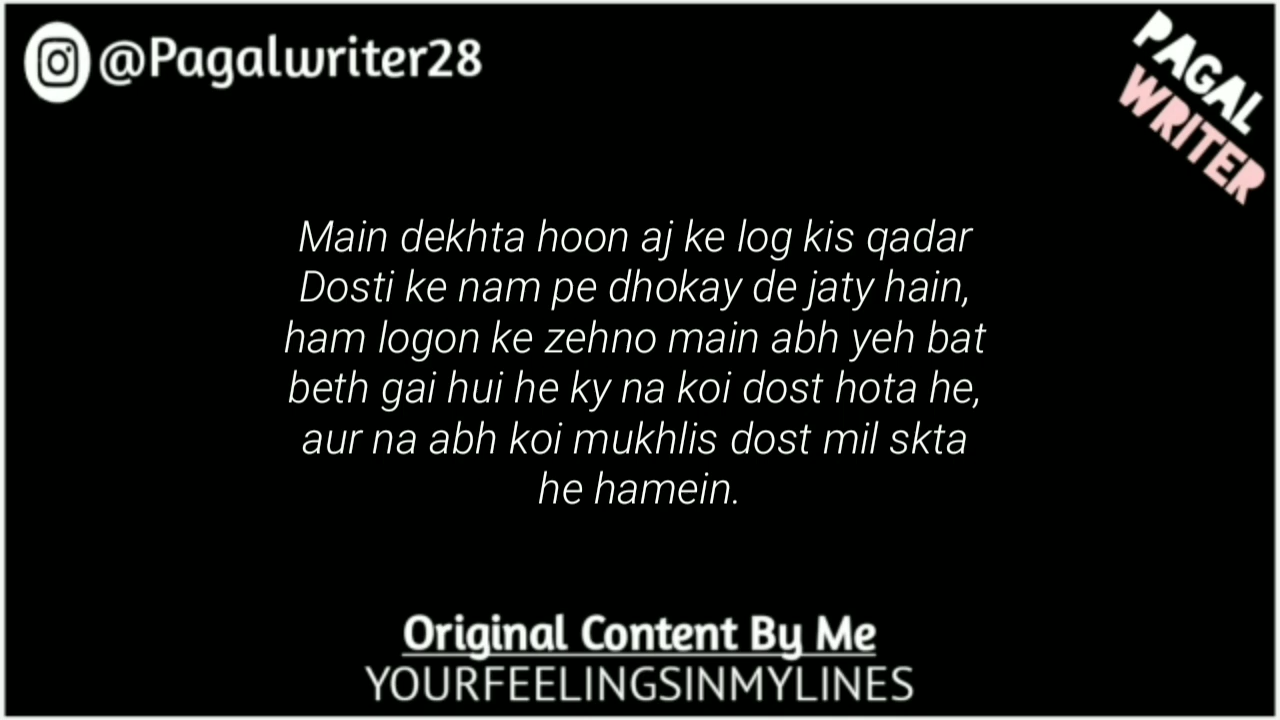 @Pagalwriter28
PAGAL
WRITER
Main dekhta hoon aj ke log kis qadar
Dosti ke nam pe dhokay de jaty hain,
ham logon ke zehno main abh yeh bat
beth gai hui he ky na koi dost hota he,
aur na abh koi mukhlis dost mil skta
he hamein.
Original Content By Me
YOURFEELINGSINMYLINES